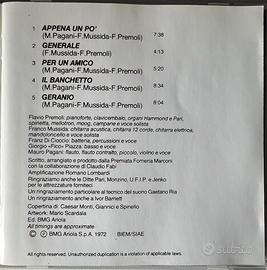 1 APPENA UN PO'
(M.Pagani-F.Mussida-F.Premoli) 7:38
2 GENERALE
(F.Mussida-F.Premoli) 4:13
3 PER UN AMICO
(M.Pagani-F.Mussida-F.Premoli) 5:20
4 IL BANCHETTO
(M.Pagani-F.Mussida-F.Premoli) 8:34
5 GERANIO
(M.Pagani-F.Mussida-F.Premoli) 8:04
Flavio Premoli: pianoforte, clavicembalo, organi Hammond e Pari,
spinetta, mellotron, moog, campane e voce solista
Franco Mussida: chitarra acustica, chitarra 12 corde, chitarra elettrica,
mandoloncello e voce solista
Franz Di Cioccio: batteria, percussioni e voce
Giorgio «Fico» Piazza: basso e voce
Mauro Pagani: flauto, flauto contralto, piccolo, violino e voce
Scritto, arrangiato e prodotto dalla Premiata Forneria Marconi
con la collaborazione di Claudio Fabi
Amplificazione Romano Lombardi
Ringraziamo anche le Ditte Pari, Monzino, U.F.I.P. e Jenko
per le attrezzature forniteci
Un ringraziamento particolare al tecnico del suono Gaetano Ria
Un ringraziamento anche a Ivor Barnett
Copertina di: Caesar Monti, Giannici e Spinello
Artwork: Mario Scardala
Ed. BMG Ariola
All timings are approximate
© ℗ BMG Ariola S.p.A. 1972 BIEM/SIAE
All rights reserved. Unauthorized duplication is a violation of applicable laws.
subito